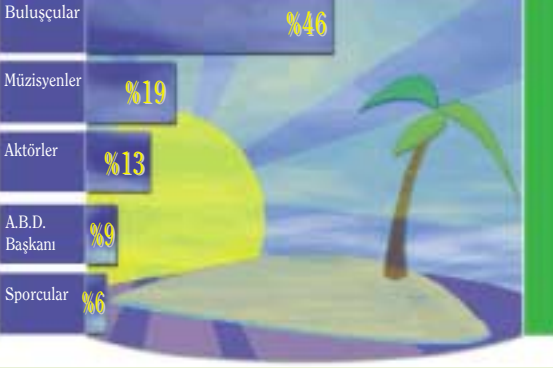 Buluşçular %46
Müzisyenler %19
Aktörler %13
A.B.D.
Başkanı %9
Sporcular %6